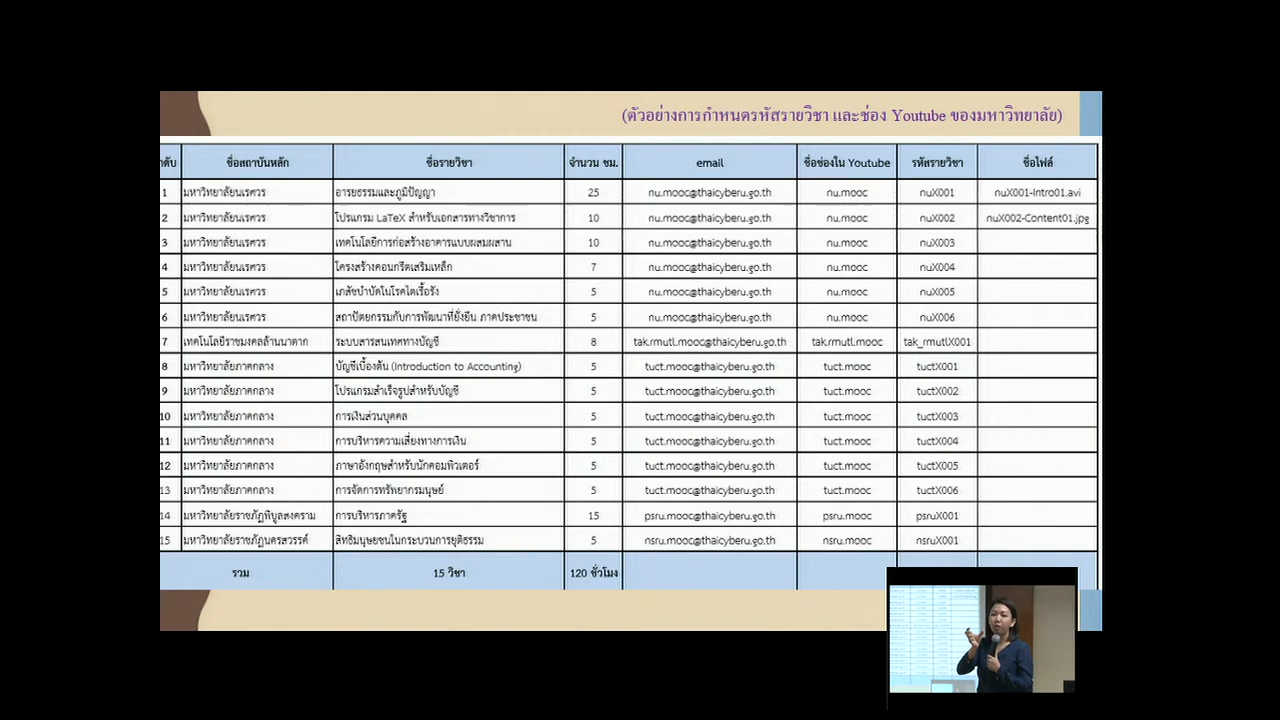 (ตัวอย่างการกำหนดรหัสรายวิชา และช่อง Youtube ของมหาวิทยาลัย)
ชื่อสถาบันหลัก ชื่อรายวิชา จำนวน ชม. email ชื่อช่องใน Youtube รหัสรายวิชา ชื่อไฟล์
1 มหาวิทยาลัยนเรศวร อารยธรรมและภูมิปัญญา 25 nu.mooc@thaicyberu.go.th nu.mooc nuX001 nuX001-Intro01.avi
2 มหาวิทยาลัยนเรศวร โปรแกรม LaTeX สำหรับเอกสารทางวิชาการ 10 nu.mooc@thaicyberu.go.th nu.mooc nuX002 nuX002-Content01.jpg
3 มหาวิทยาลัยนเรศวร เทคโนโลยีการก่อสร้างอาคารแบบผสมผสาน 10 nu.mooc@thaicyberu.go.th nu.mooc nuX003
4 มหาวิทยาลัยนเรศวร โครงสร้างคอนกรีตเสริมเหล็ก 7 nu.mooc@thaicyberu.go.th nu.mooc nuX004
5 มหาวิทยาลัยนเรศวร เภสัชบำบัดในโรคไตเรื้อรัง 5 nu.mooc@thaicyberu.go.th nu.mooc nuX005
6 มหาวิทยาลัยนเรศวร สถาปัตยกรรมกับการพัฒนาที่ยั่งยืน ภาคประชาชน 5 nu.mooc@thaicyberu.go.th nu.mooc nuX006
7 เทคโนโลยีราชมงคลล้านนาตาก ระบบสารสนเทศทางบัญชี 8 tak.rmutl.mooc@thaicyberu.go.th tak.rmutl.mooc tak_rmutlX001
8 มหาวิทยาลัยภาคกลาง บัญชีเบื้องต้น (Introduction to Accounting) 5 tuct.mooc@thaicyberu.go.th tuct.mooc tuctX001
9 มหาวิทยาลัยภาคกลาง โปรแกรมสำเร็จรูปสำหรับบัญชี 5 tuct.mooc@thaicyberu.go.th tuct.mooc tuctX002
10 มหาวิทยาลัยภาคกลาง การเงินส่วนบุคคล 5 tuct.mooc@thaicyberu.go.th tuct.mooc tuctX003
11 มหาวิทยาลัยภาคกลาง การบริหารความเสี่ยงทางการเงิน 5 tuct.mooc@thaicyberu.go.th tuct.mooc tuctX004
12 มหาวิทยาลัยภาคกลาง ภาษาอังกฤษสำหรับนักคอมพิวเตอร์ 5 tuct.mooc@thaicyberu.go.th tuct.mooc tuctX005
13 มหาวิทยาลัยภาคกลาง การจัดการทรัพยากรมนุษย์ 5 tuct.mooc@thaicyberu.go.th tuct.mooc tuctX006
14 มหาวิทยาลัยราชภัฏพิบูลสงคราม การบริหารภาครัฐ 15 psru.mooc@thaicyberu.go.th psru.mooc psruX001
15 มหาวิทยาลัยราชภัฏนครสวรรค์ สิทธิมนุษยชนในกระบวนการยุติธรรม 5 nsru.mooc@thaicyberu.go.th nsru.mooc nsruX001
รวม 15 วิชา 120 ชั่วโมง